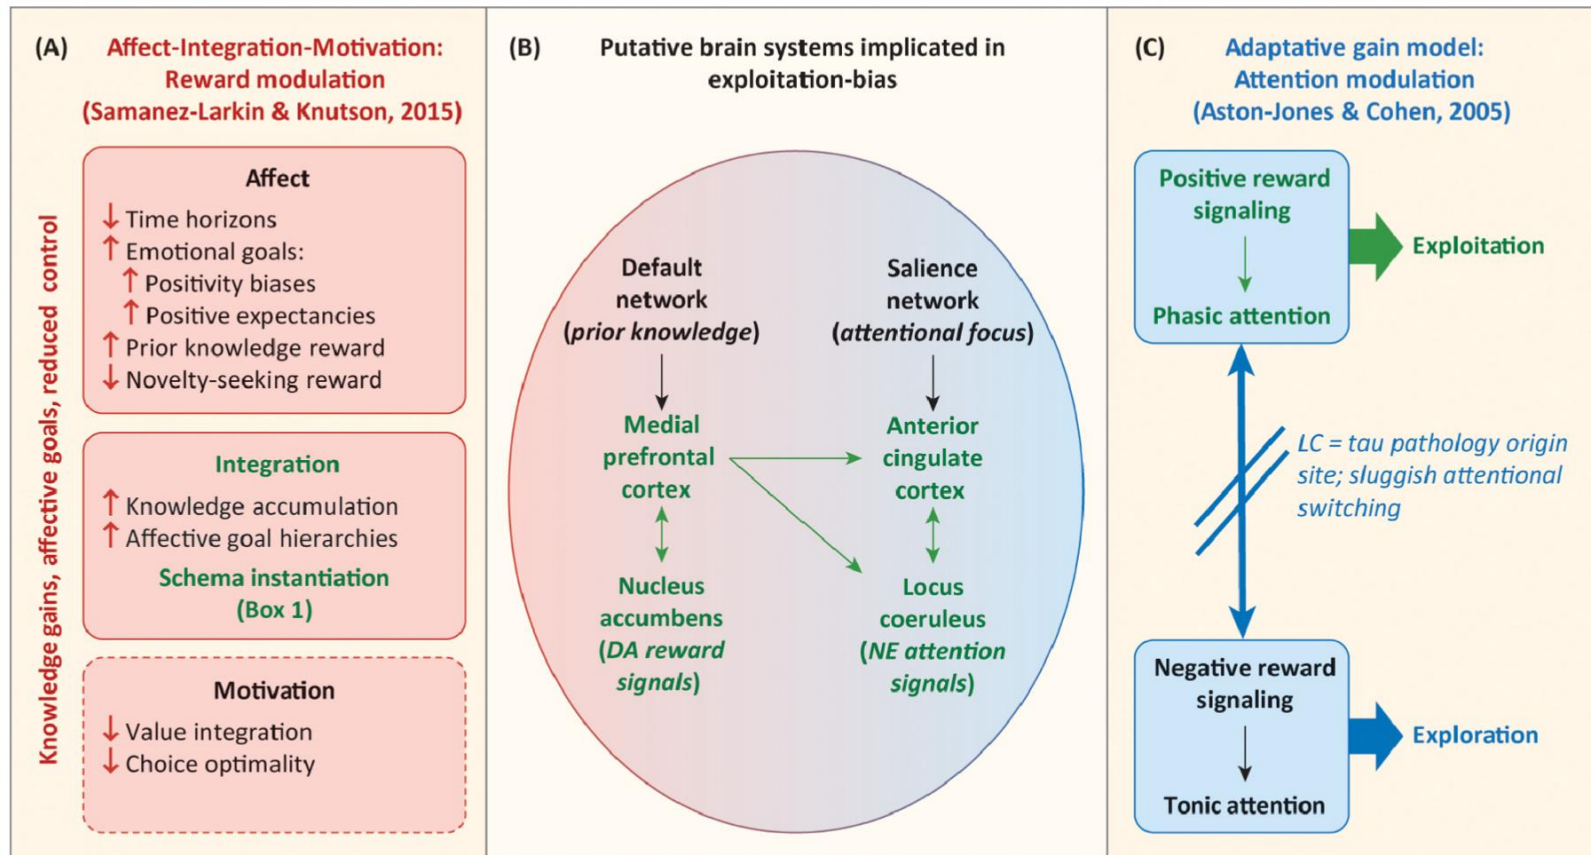 (A) Affect-Integration-Motivation:
Reward modulation
(Samanez-Larkin & Knutson, 2015)
Knowledge gains, affective goals, reduced control
Affect
↓ Time horizons
↑ Emotional goals:
↑ Positivity biases
↑ Positive expectancies
↑ Prior knowledge reward
↓ Novelty-seeking reward
Integration
↑ Knowledge accumulation
↑ Affective goal hierarchies
Schema instantiation
(Box 1)
Motivation
↓ Value integration
↓ Choice optimality
(B) Putative brain systems implicated in
exploitation-bias
Default
network
(prior knowledge)
Salience
network
(attentional focus)
Medial
prefrontal
cortex
Anterior
cingulate
cortex
Nucleus
accumbens
(DA reward
signals)
Locus
coeruleus
(NE attention
signals)
(C) Adaptative gain model:
Attention modulation
(Aston-Jones & Cohen, 2005)
Positive reward
signaling
Phasic attention
Exploitation
LC = tau pathology origin
site; sluggish attentional
switching
Negative reward
signaling
Tonic attention
Exploration